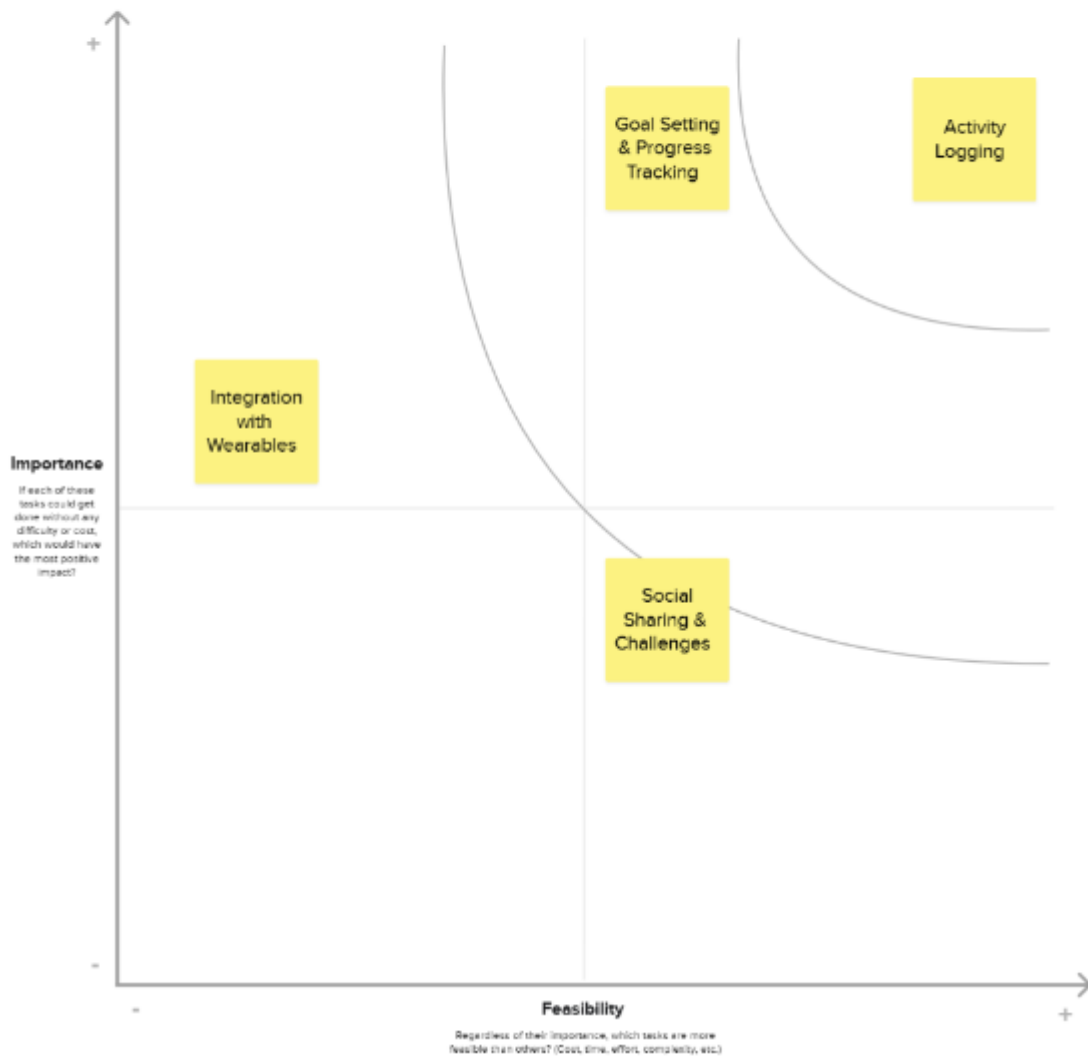 +
Goal Setting
& Progress
Tracking
Activity
Logging
Integration
with
Wearables
Importance
If each of these
tasks could get
done without any
difficulty or cost,
which would have
the most positive
impact?
Social
Sharing &
Challenges
-
-
Feasibility
+
Regardless of their importance, which tasks are more
feasible than others? (Cost, time, effort, complexity, etc.)